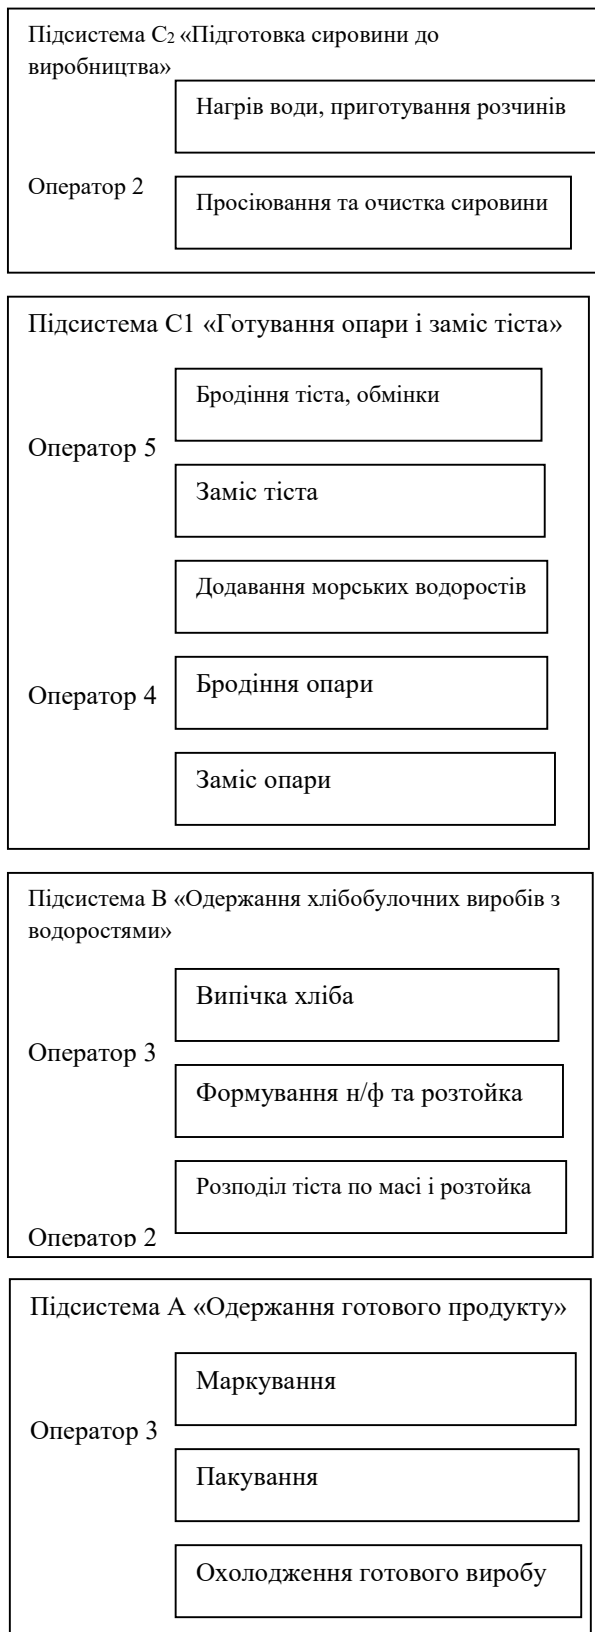 Підсистема С2 «Підготовка сировини до
виробництва»
Нагрів води, приготування розчинів
Оператор 2
Просіювання та очистка сировини
Підсистема С1 «Готування опари і заміс тіста»
Бродіння тіста, обмінки
Оператор 5
Заміс тіста
Додавання морських водоростів
Оператор 4
Бродіння опари
Заміс опари
Підсистема В «Одержання хлібобулочних виробів з
водоростями»
Випічка хліба
Оператор 3
Формування н/ф та розтойка
Розподіл тіста по масі і розтойка
Оператор 2
Підсистема А «Одержання готового продукту»
Маркування
Оператор 3
Пакування
Охолодження готового виробу